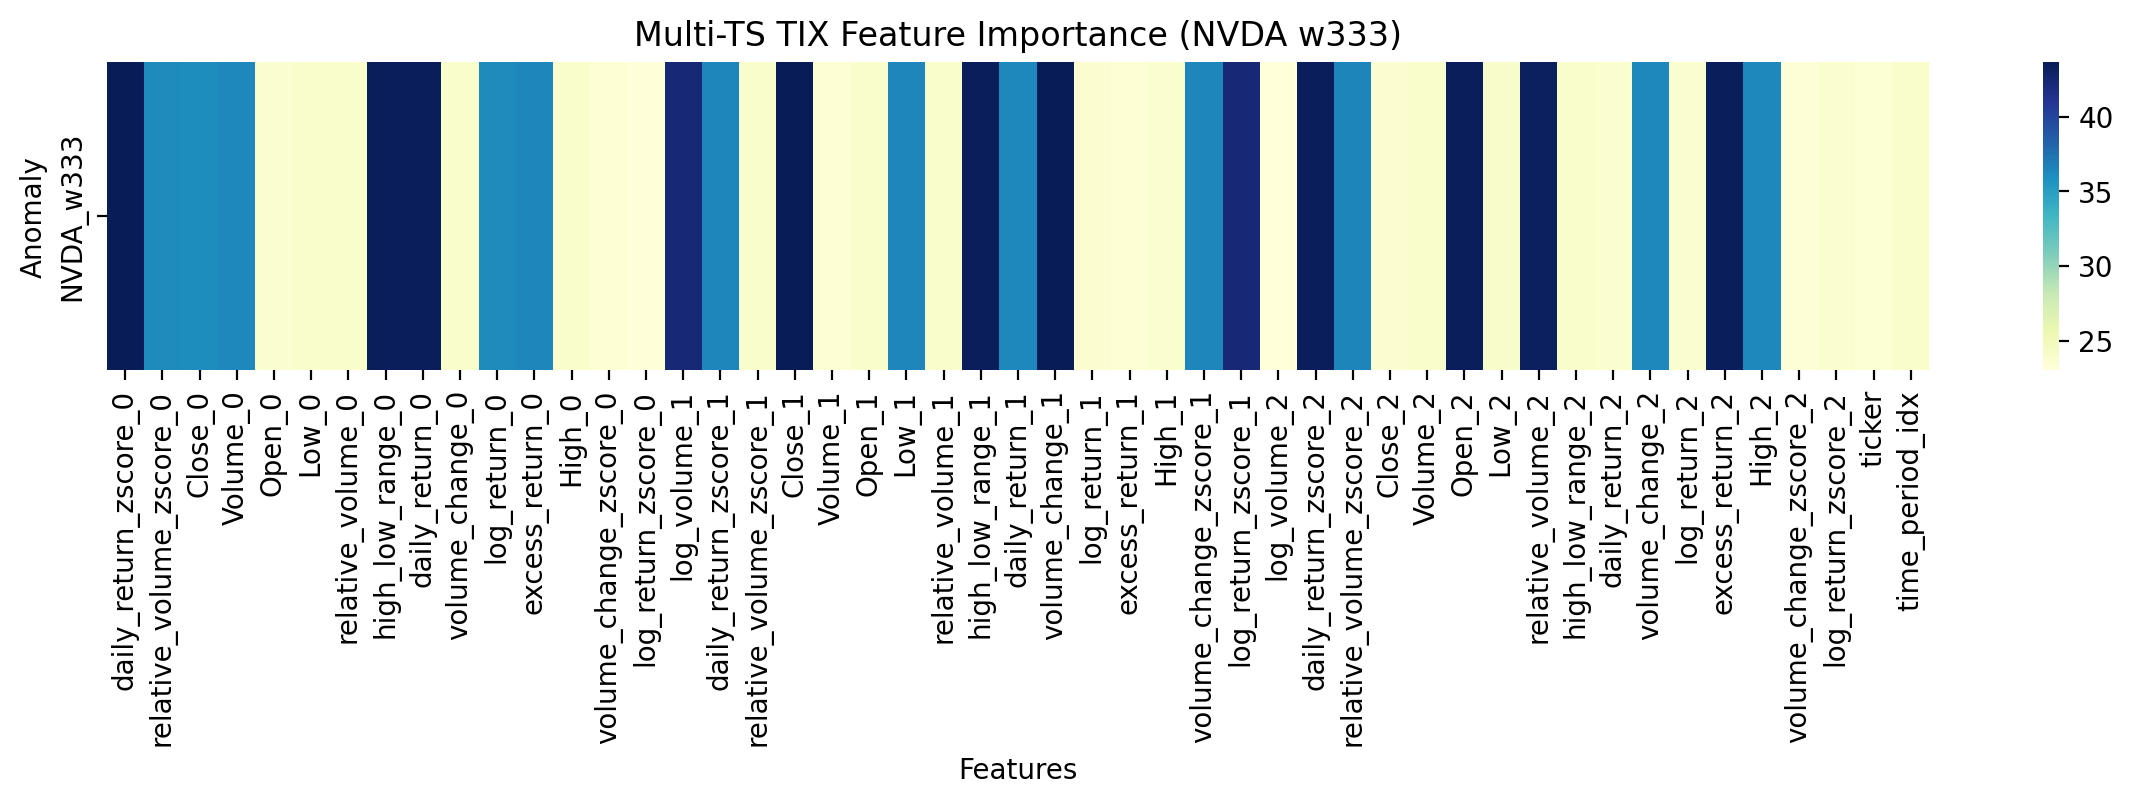 Multi-TS TIX Feature Importance (NVDA w333)
Anomaly
NVDA_w333
40
35
30
25
daily_return_zscore_0
relative_volume_zscore_0
Close_0
Volume_0
Open_0
Low_0
relative_volume_0
high_low_range_0
daily_return_0
volume_change_0
log_return_0
excess_return_0
High_0
volume_change_zscore_0
log_return_zscore_0
log_volume_1
daily_return_zscore_1
relative_volume_zscore_1
Close_1
Volume_1
Open_1
Low_1
relative_volume_1
high_low_range_1
daily_return_1
volume_change_1
log_return_1
excess_return_1
High_1
volume_change_zscore_1
log_return_zscore_1
log_volume_2
daily_return_zscore_2
relative_volume_zscore_2
Close_2
Volume_2
Open_2
Low_2
relative_volume_2
high_low_range_2
daily_return_2
volume_change_2
log_return_2
excess_return_2
High_2
volume_change_zscore_2
log_return_zscore_2
ticker
time_period_idx
Features